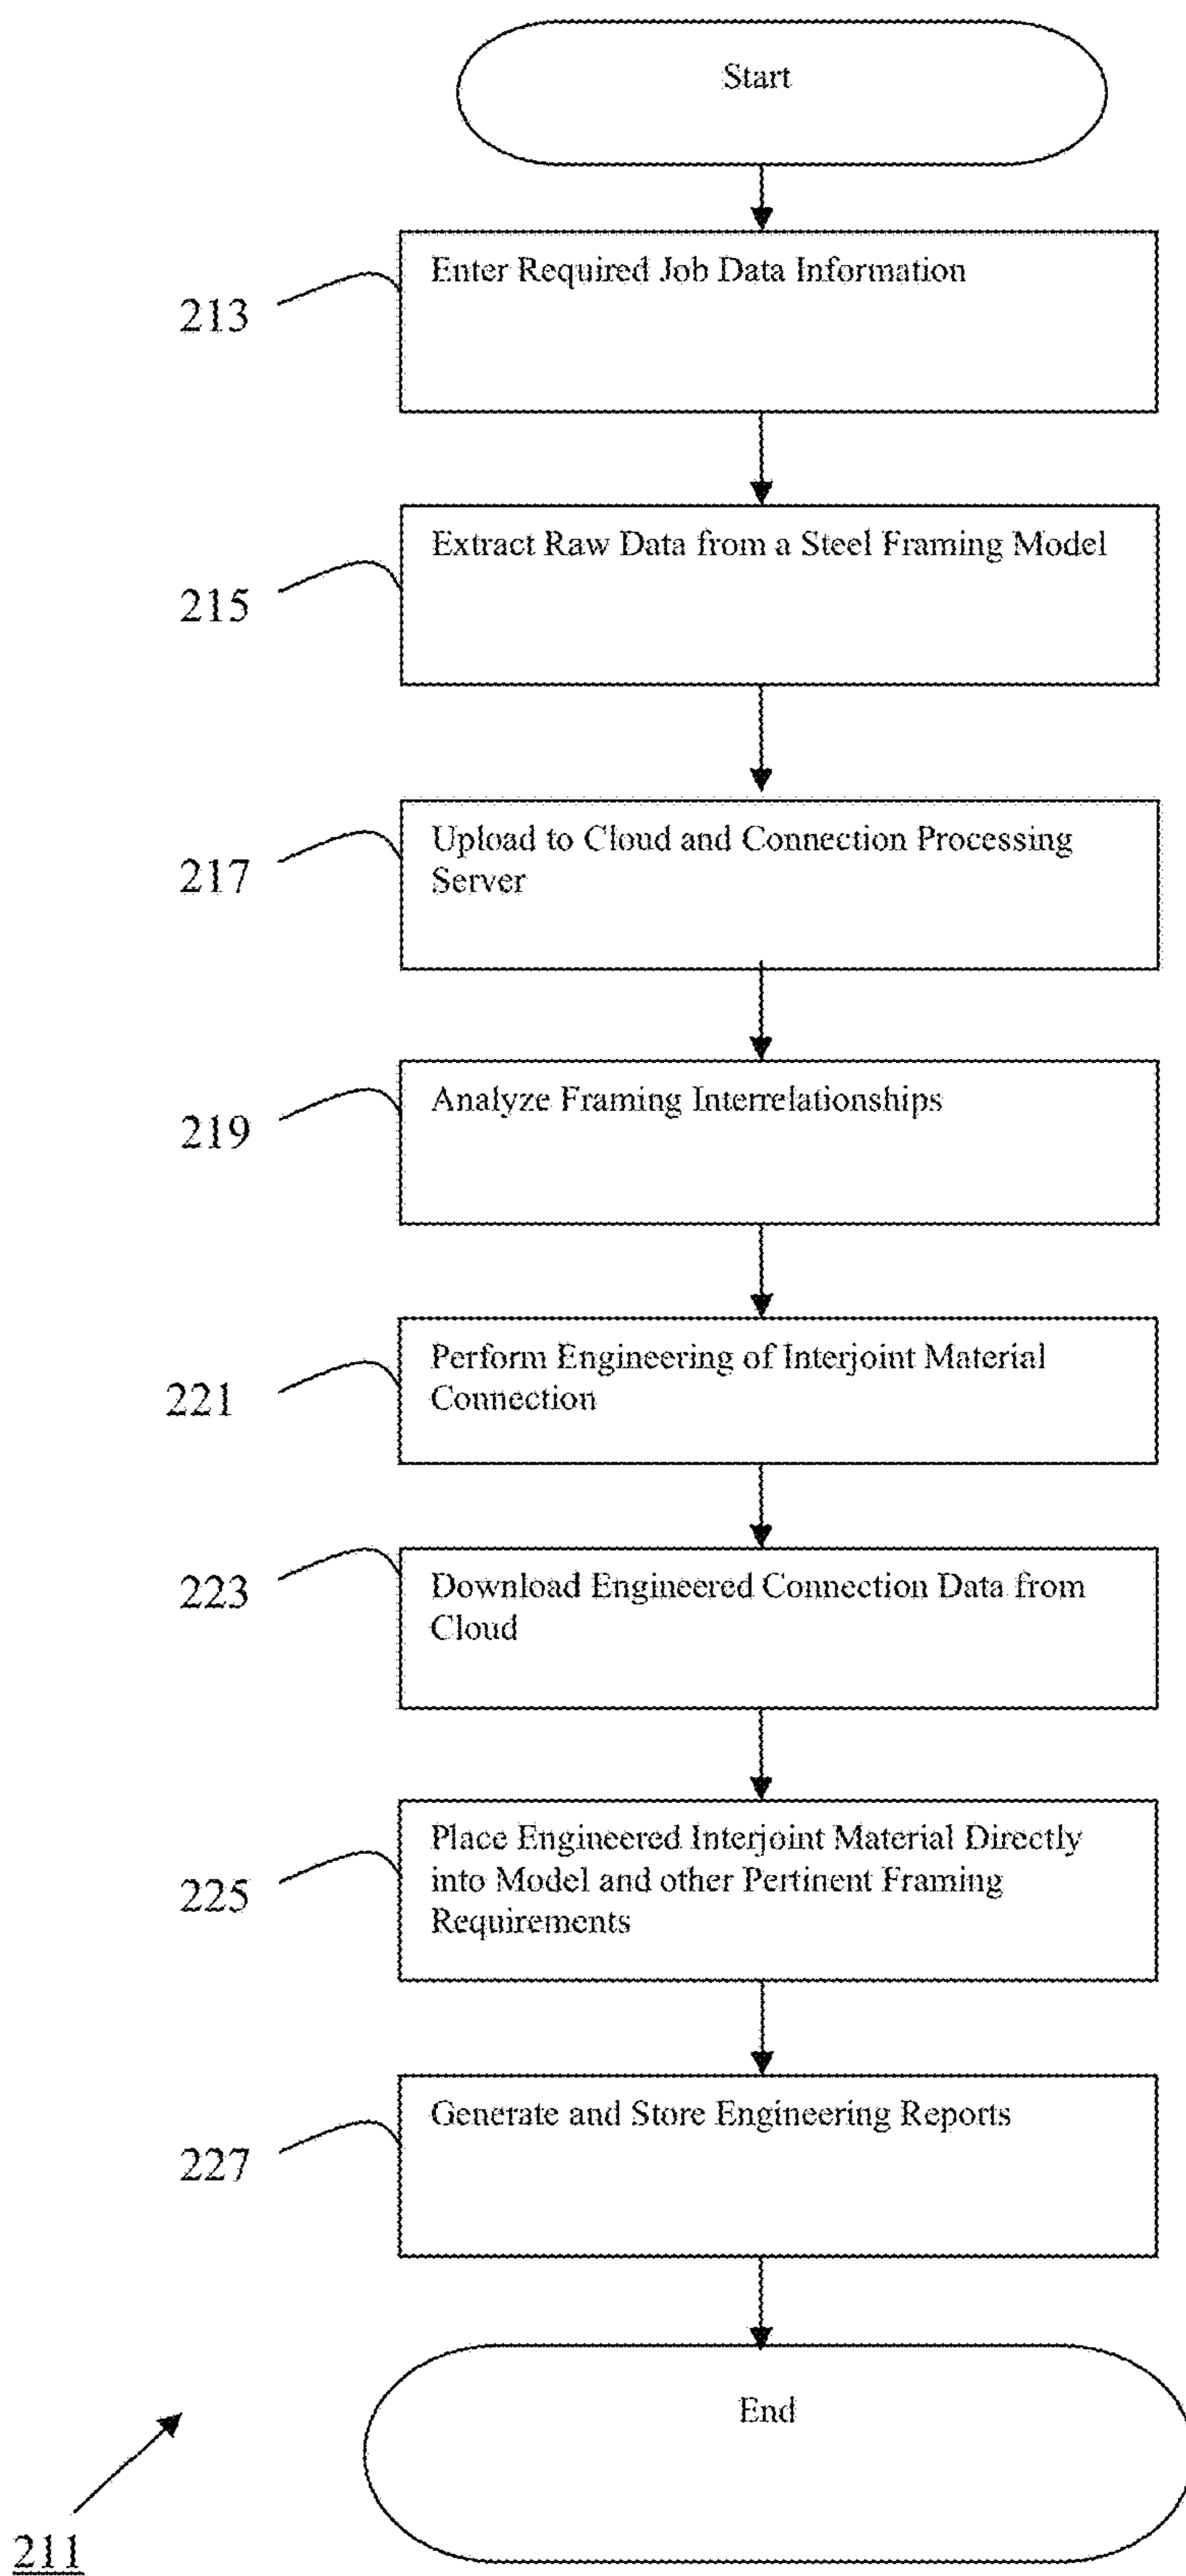 Start
Enter Required Job Data Information
213
Extract Raw Data from a Steel Framing Model
215
Upload to Cloud and Connection Processing
Server
217
Analyze Framing Interrelationships
219
Perform Engineering of Interjoint Material
Connection
221
Download Engineered Connection Data from
Cloud
223
Place Engineered Interjoint Material Directly
into Model and other Pertinent Framing
Requirements
225
Generate and Store Engineering Reports
227
End
211